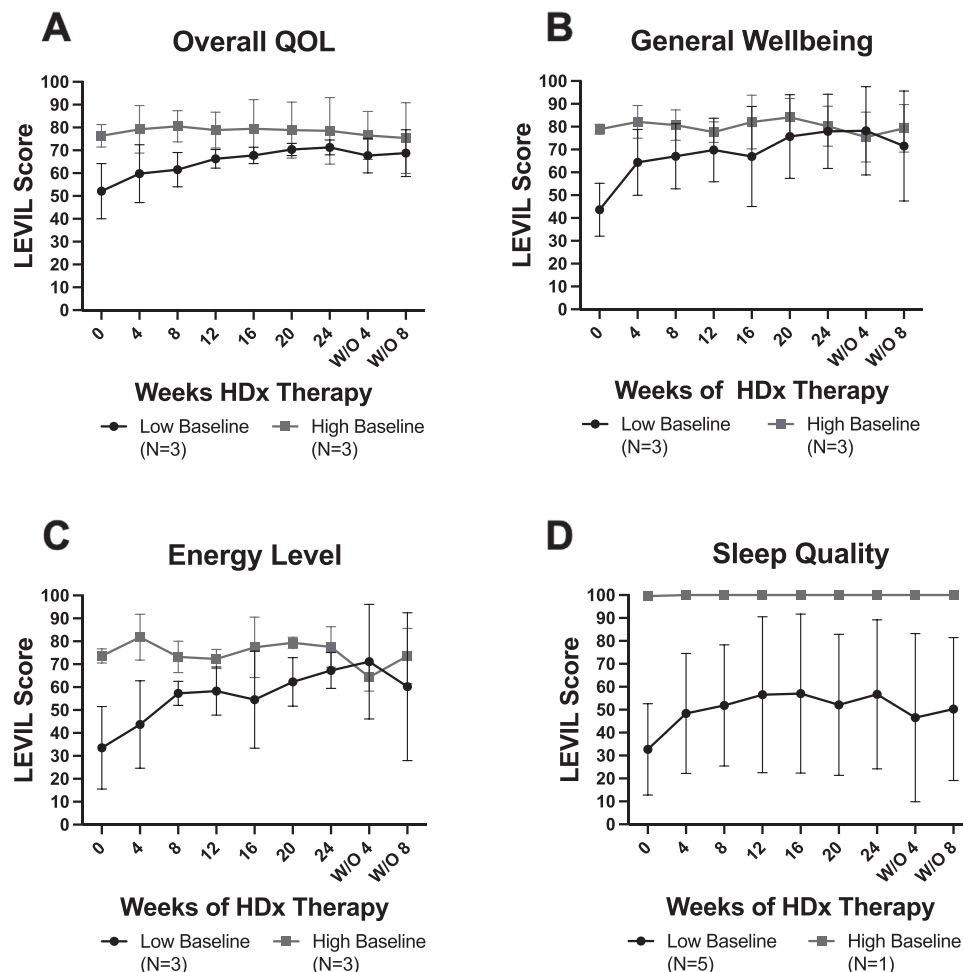 A
Overall QOL
LEVIL Score
100
90
80
70
60
50
40
30
20
10
0
0 4 8 12 16 20 24 W/O 4 W/O 8
Weeks HDx Therapy
Low Baseline High Baseline
(N=3) (N=3)
B
General Wellbeing
LEVIL Score
100
90
80
70
60
50
40
30
20
10
0
0 4 8 12 16 20 24 W/O 4 W/O 8
Weeks of HDx Therapy
Low Baseline High Baseline
(N=3) (N=3)
C
Energy Level
LEVIL Score
100
90
80
70
60
50
40
30
20
10
0
0 4 8 12 16 20 24 W/O 4 W/O 8
Weeks of HDx Therapy
Low Baseline High Baseline
(N=3) (N=3)
D
Sleep Quality
LEVIL Score
100
90
80
70
60
50
40
30
20
10
0
0 4 8 12 16 20 24 W/O 4 W/O 8
Weeks of HDx Therapy
Low Baseline High Baseline
(N=5) (N=1)